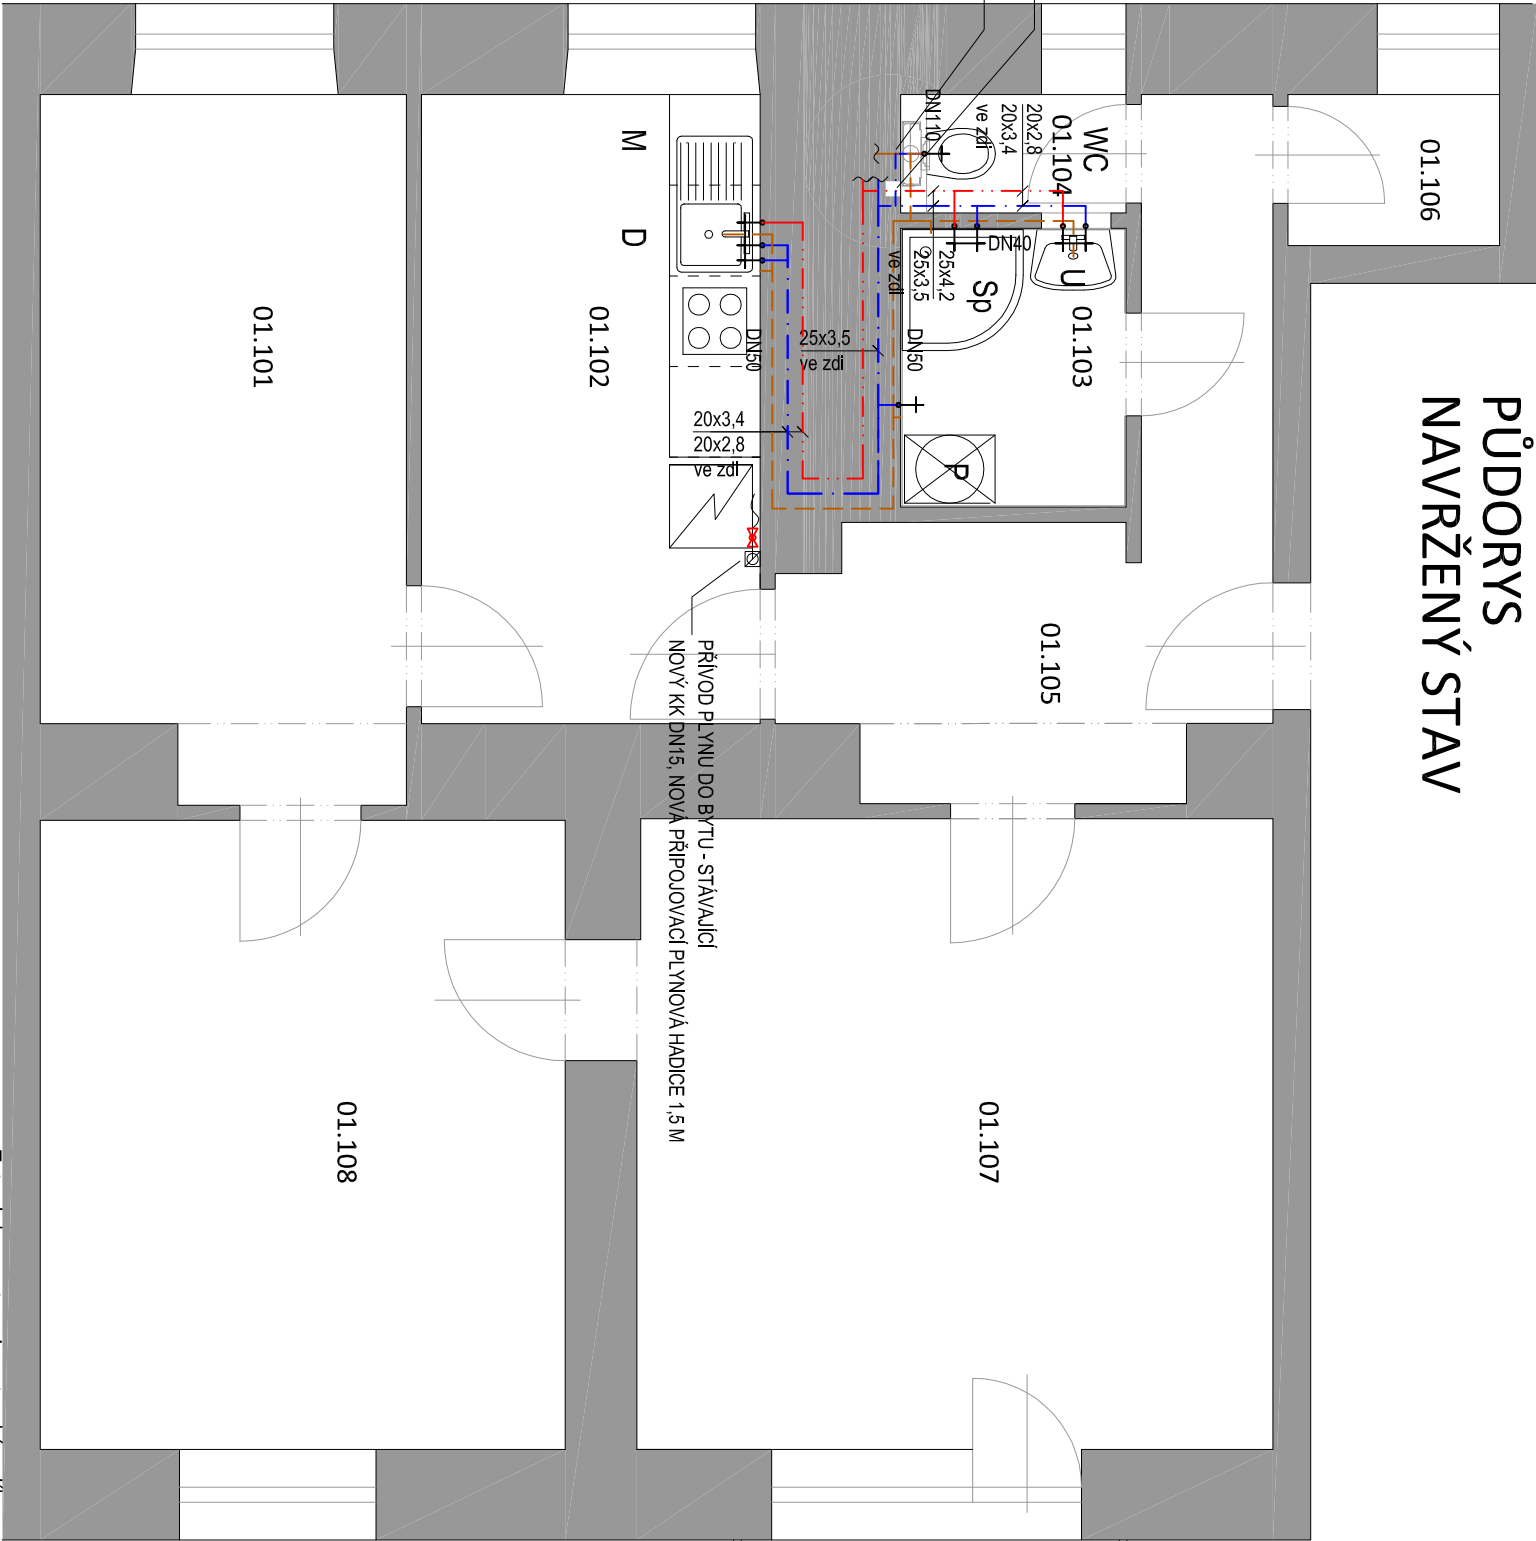 PŮDORYS
NAVRŽENÝ STAV
01.106
WC
01.104
20x2,8
20x3,4
ve zdi
DN110
DN40
U
Sp
01.103
25x4,2
25x3,5
ve zdi
DN50
25x3,5
ve zdi
P
M
D
01.102
DN50
20x3,4
20x2,8
ve zdi
01.101
01.105
PŘÍVOD PLYNU DO BYTU - STÁVAJÍCÍ
NOVÝ KK DN15, NOVÁ PŘIPOJOVACÍ PLYNOVÁ HADICE 1,5 M
01.107
01.108